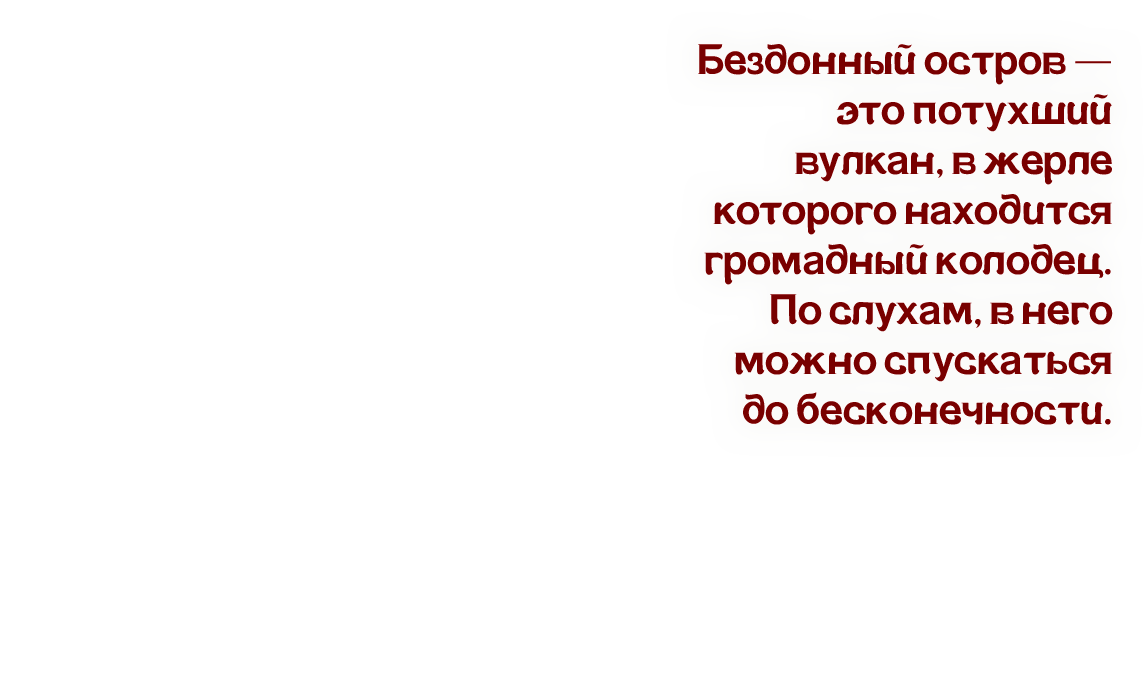 Бездонный остров —
это потухший
вулкан, в жерле
которого находится
громадный колодец.
По слухам, в него
можно спускаться
до бесконечности.